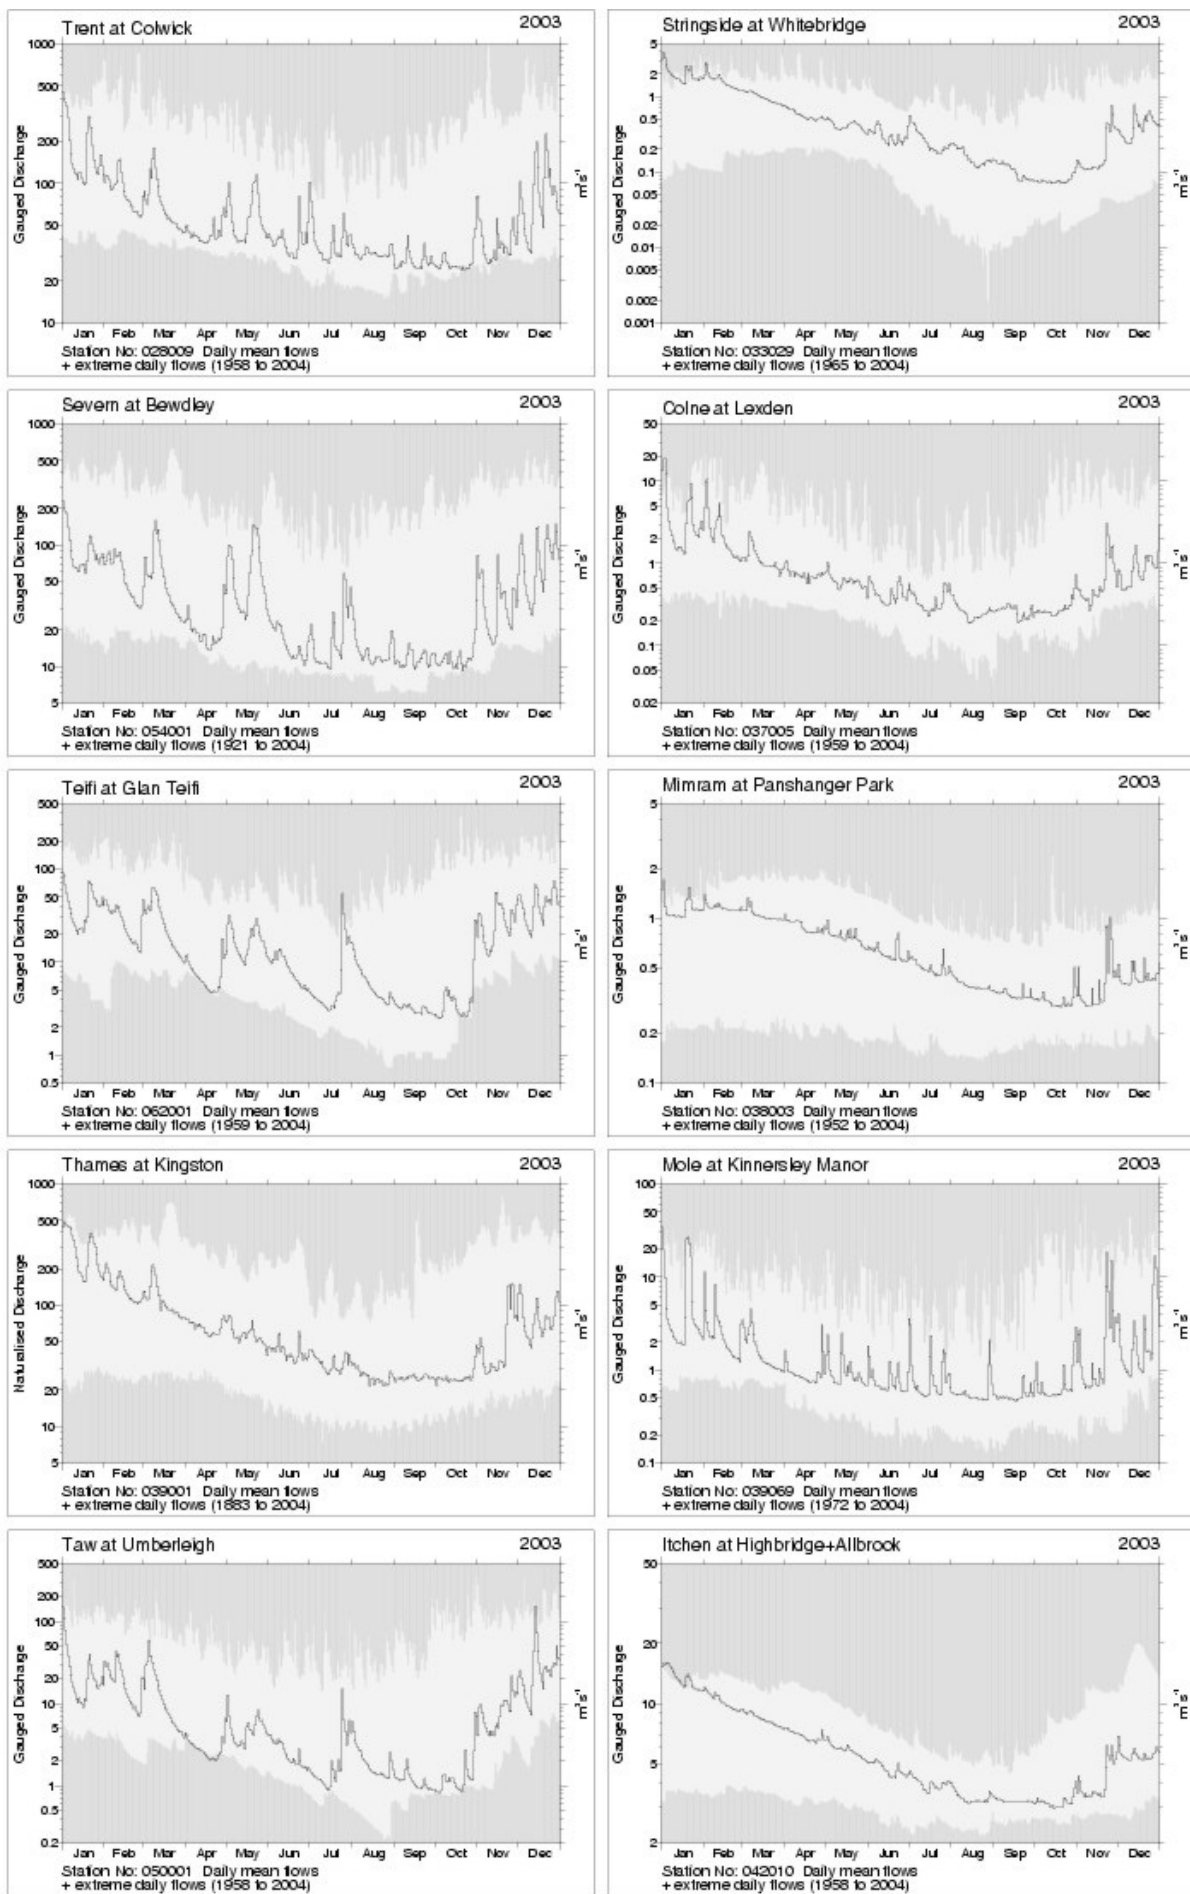 Trent at Colwick 2003
1000
500
200
100
50
20
10
Gauged Discharge
m³s⁻¹
Jan Feb Mar Apr May Jun Jul Aug Sep Oct Nov Dec
Station No: 028009 Daily mean flows
+ extreme daily flows (1958 to 2004)
Stringside at Whitebridge 2003
5
2
1
0.5
0.2
0.1
0.05
0.02
0.01
0.005
0.002
0.001
Gauged Discharge
m³s⁻¹
Jan Feb Mar Apr May Jun Jul Aug Sep Oct Nov Dec
Station No: 033029 Daily mean flows
+ extreme daily flows (1965 to 2004)
Severn at Bewdley 2003
1000
500
200
100
50
20
10
5
Gauged Discharge
m³s⁻¹
Jan Feb Mar Apr May Jun Jul Aug Sep Oct Nov Dec
Station No: 054001 Daily mean flows
+ extreme daily flows (1921 to 2004)
Colne at Lexden 2003
50
20
10
5
2
1
0.5
0.2
0.1
0.05
0.02
Gauged Discharge
m³s⁻¹
Jan Feb Mar Apr May Jun Jul Aug Sep Oct Nov Dec
Station No: 037005 Daily mean flows
+ extreme daily flows (1959 to 2004)
Teifi at Glan Teifi 2003
500
200
100
50
20
10
5
2
1
0.5
Gauged Discharge
m³s⁻¹
Jan Feb Mar Apr May Jun Jul Aug Sep Oct Nov Dec
Station No: 062001 Daily mean flows
+ extreme daily flows (1959 to 2004)
Mimram at Panshanger Park 2003
5
2
1
0.5
0.2
0.1
Gauged Discharge
m³s⁻¹
Jan Feb Mar Apr May Jun Jul Aug Sep Oct Nov Dec
Station No: 038003 Daily mean flows
+ extreme daily flows (1952 to 2004)
Thames at Kingston 2003
1000
500
200
100
50
20
10
5
Natualised Discharge
m³s⁻¹
Jan Feb Mar Apr May Jun Jul Aug Sep Oct Nov Dec
Station No: 039001 Daily mean flows
+ extreme daily flows (1883 to 2004)
Mole at Kinnersley Manor 2003
100
50
20
10
5
2
1
0.5
0.2
0.1
Gauged Discharge
m³s⁻¹
Jan Feb Mar Apr May Jun Jul Aug Sep Oct Nov Dec
Station No: 039069 Daily mean flows
+ extreme daily flows (1972 to 2004)
Taw at Umberleigh 2003
500
200
100
50
20
10
5
2
1
0.5
0.2
Gauged Discharge
m³s⁻¹
Jan Feb Mar Apr May Jun Jul Aug Sep Oct Nov Dec
Station No: 050001 Daily mean flows
+ extreme daily flows (1958 to 2004)
Itchen at Highbridge+Allbrook 2003
50
20
10
5
2
Gauged Discharge
m³s⁻¹
Jan Feb Mar Apr May Jun Jul Aug Sep Oct Nov Dec
Station No: 042010 Daily mean flows
+ extreme daily flows (1958 to 2004)